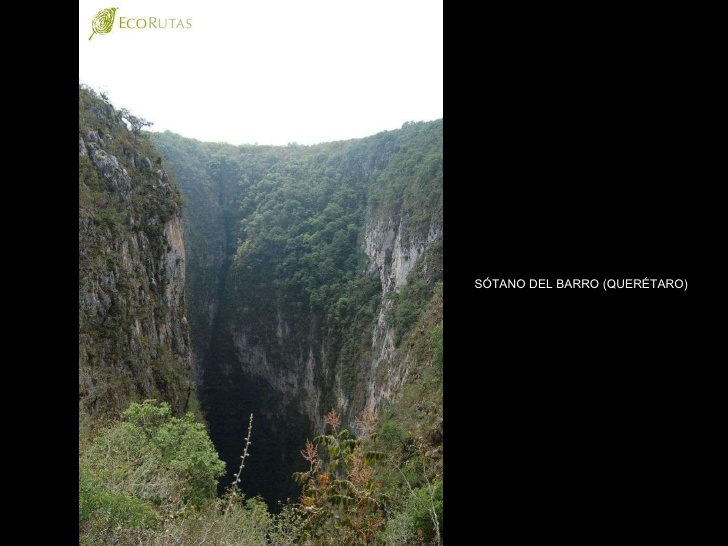 ECORUTAS
SÓTANO DEL BARRO (QUERÉTARO)